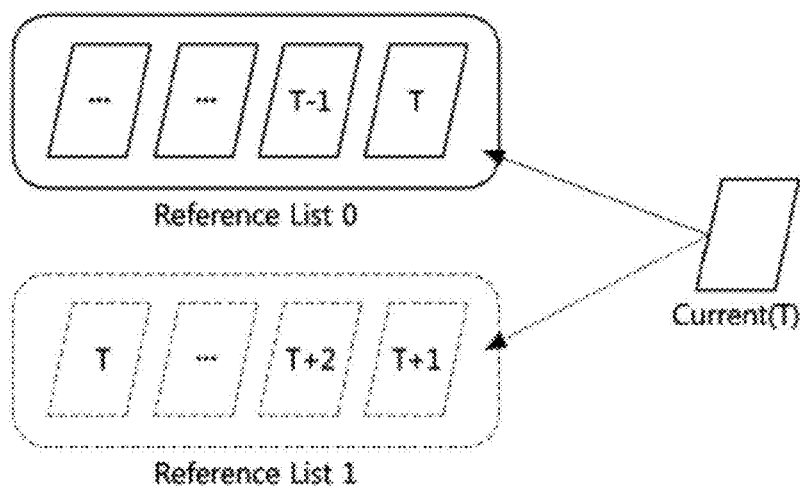 ... ... T-1 T
Reference List 0
Current(T)
T ... T+2 T+1
Reference List 1